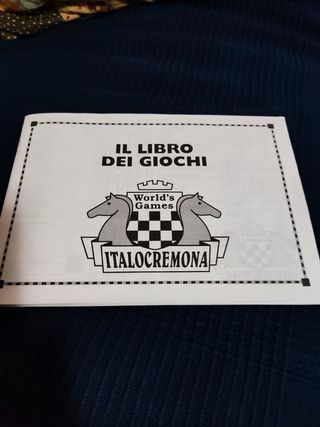 IL LIBRO
DEI GIOCHI
World's
Games
ITALOCREMONA